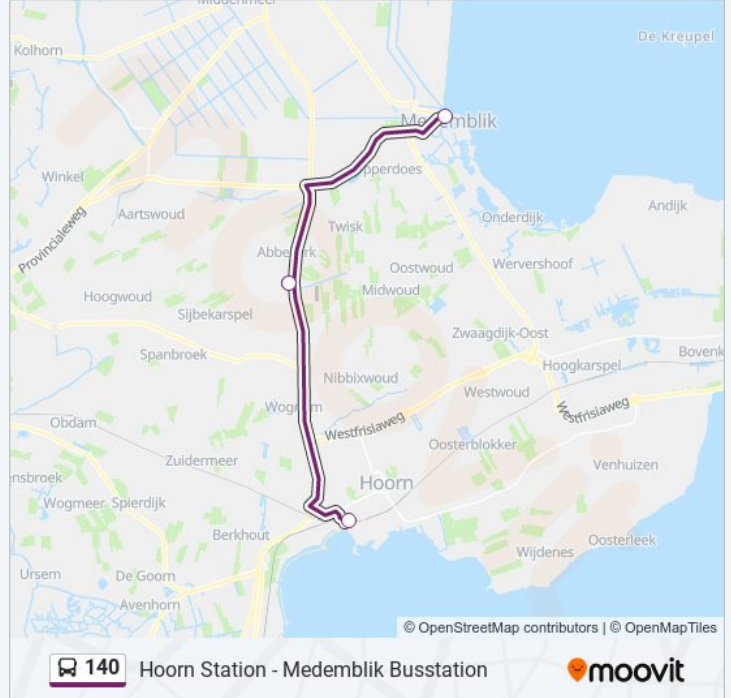 Middenmeer
De Kreupel
Kolhorn
Medemblik
Opperdoes
Winkel
Andijk
Aartswoud
Onderdijk
Provincialeweg
Twisk
Abbekerk
Wervershoof
Oostwoud
Midwoud
Hoogwoud
Sijbekarspel
Zwaagdijk-Oost
Spanbroek
Bovenk
Hoogkarspel
Nibbixwoud
Westwoud
Wognum
Westfrisiaweg
Obdam
Westfrisiaweg
Oosterblokker
Zuidermeer
Venhuizen
ensbroek
Hoorn
Wogmeer
Spierdijk
Berkhout
Oosterleek
Wijdenes
Ursem
De Goorn
Avenhorn
© OpenStreetMap contributors | © OpenMapTiles
140 Hoorn Station - Medemblik Busstation
moovit